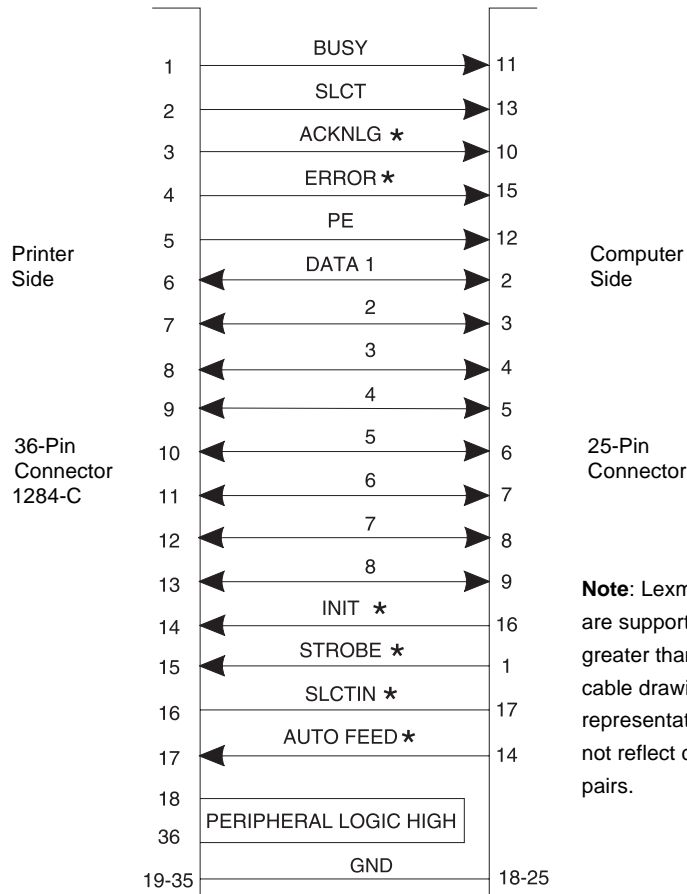 BUSY
1 11
SLCT
2 13
ACKNLG *
3 10
ERROR *
4 15
PE
5 12
Printer
Side
Computer
Side
DATA 1
6 2
2
7 3
3
8 4
4
9 5
36-Pin
Connector
1284-C
25-Pin
Connector
5
10 6
6
11 7
7
12 8
8
13 9
INIT *
14 16
STROBE *
15 1
SLCTIN *
16 17
AUTO FEED *
17 14
18
PERIPHERAL LOGIC HIGH
36
GND
19-35 18-25
Note: Lexm
are support
greater than
cable drawi
representat
not reflect
pairs.